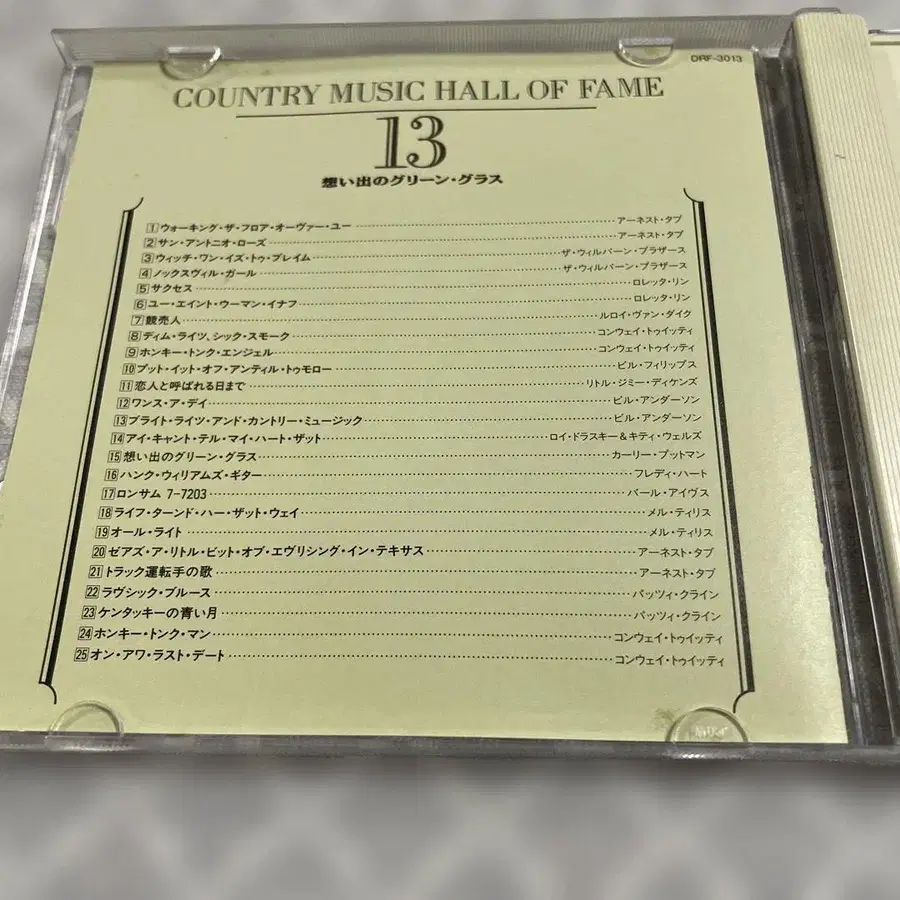 DRF-3013
COUNTRY MUSIC HALL OF FAME
13
想い出のグリーン・グラス
1 ウォーキング・ザ・フロア・オーヴァー・ユー アーネスト・タブ
2 サン・アントニオ・ローズ アーネスト・タブ
3 ウィッチ・ワン・イズ・トゥ・ブレイム ザ・ウィルバーン・ブラザース
4 ノックスヴィル・ガール ザ・ウィルバーン・ブラザース
5 サクセス ロレッタ・リン
6 ユー・エイント・ウーマン・イナフ ロレッタ・リン
7 競売人 ルロイ・ヴァン・ダイク
8 ディム・ライツ、シック・スモーク コンウェイ・トゥイッティ
9 ホンキー・トンク・エンジェル コンウェイ・トゥイッティ
10 プット・イット・オフ・アンティル・トゥモロー ビル・フィリップス
11 恋人と呼ばれる日まで リトル・ジミー・ディケンズ
12 ワンス・ア・デイ ビル・アンダーソン
13 ブライト・ライツ・アンド・カントリー・ミュージック ビル・アンダーソン
14 アイ・キャント・テル・マイ・ハート・ザット ロイ・ドラスキー&キティ・ウェルズ
15 想い出のグリーン・グラス カーリー・プットマン
16 ハンク・ウィリアムズ・ギター フレディ・ハート
17 ロンサム 7-7203 バール・アイヴス
18 ライフ・ターンド・ハー・ザット・ウェイ メル・ティリス
19 オール・ライト メル・ティリス
20 ゼアズ・ア・リトル・ビット・オブ・エヴリシング・イン・テキサス アーネスト・タブ
21 トラック運転手の歌 アーネスト・タブ
22 ラヴシック・ブルース パッツィ・クライン
23 ケンタッキーの青い月 パッツィ・クライン
24 ホンキー・トンク・マン コンウェイ・トゥイッティ
25 オン・アワ・ラスト・デート コンウェイ・トゥイッティ